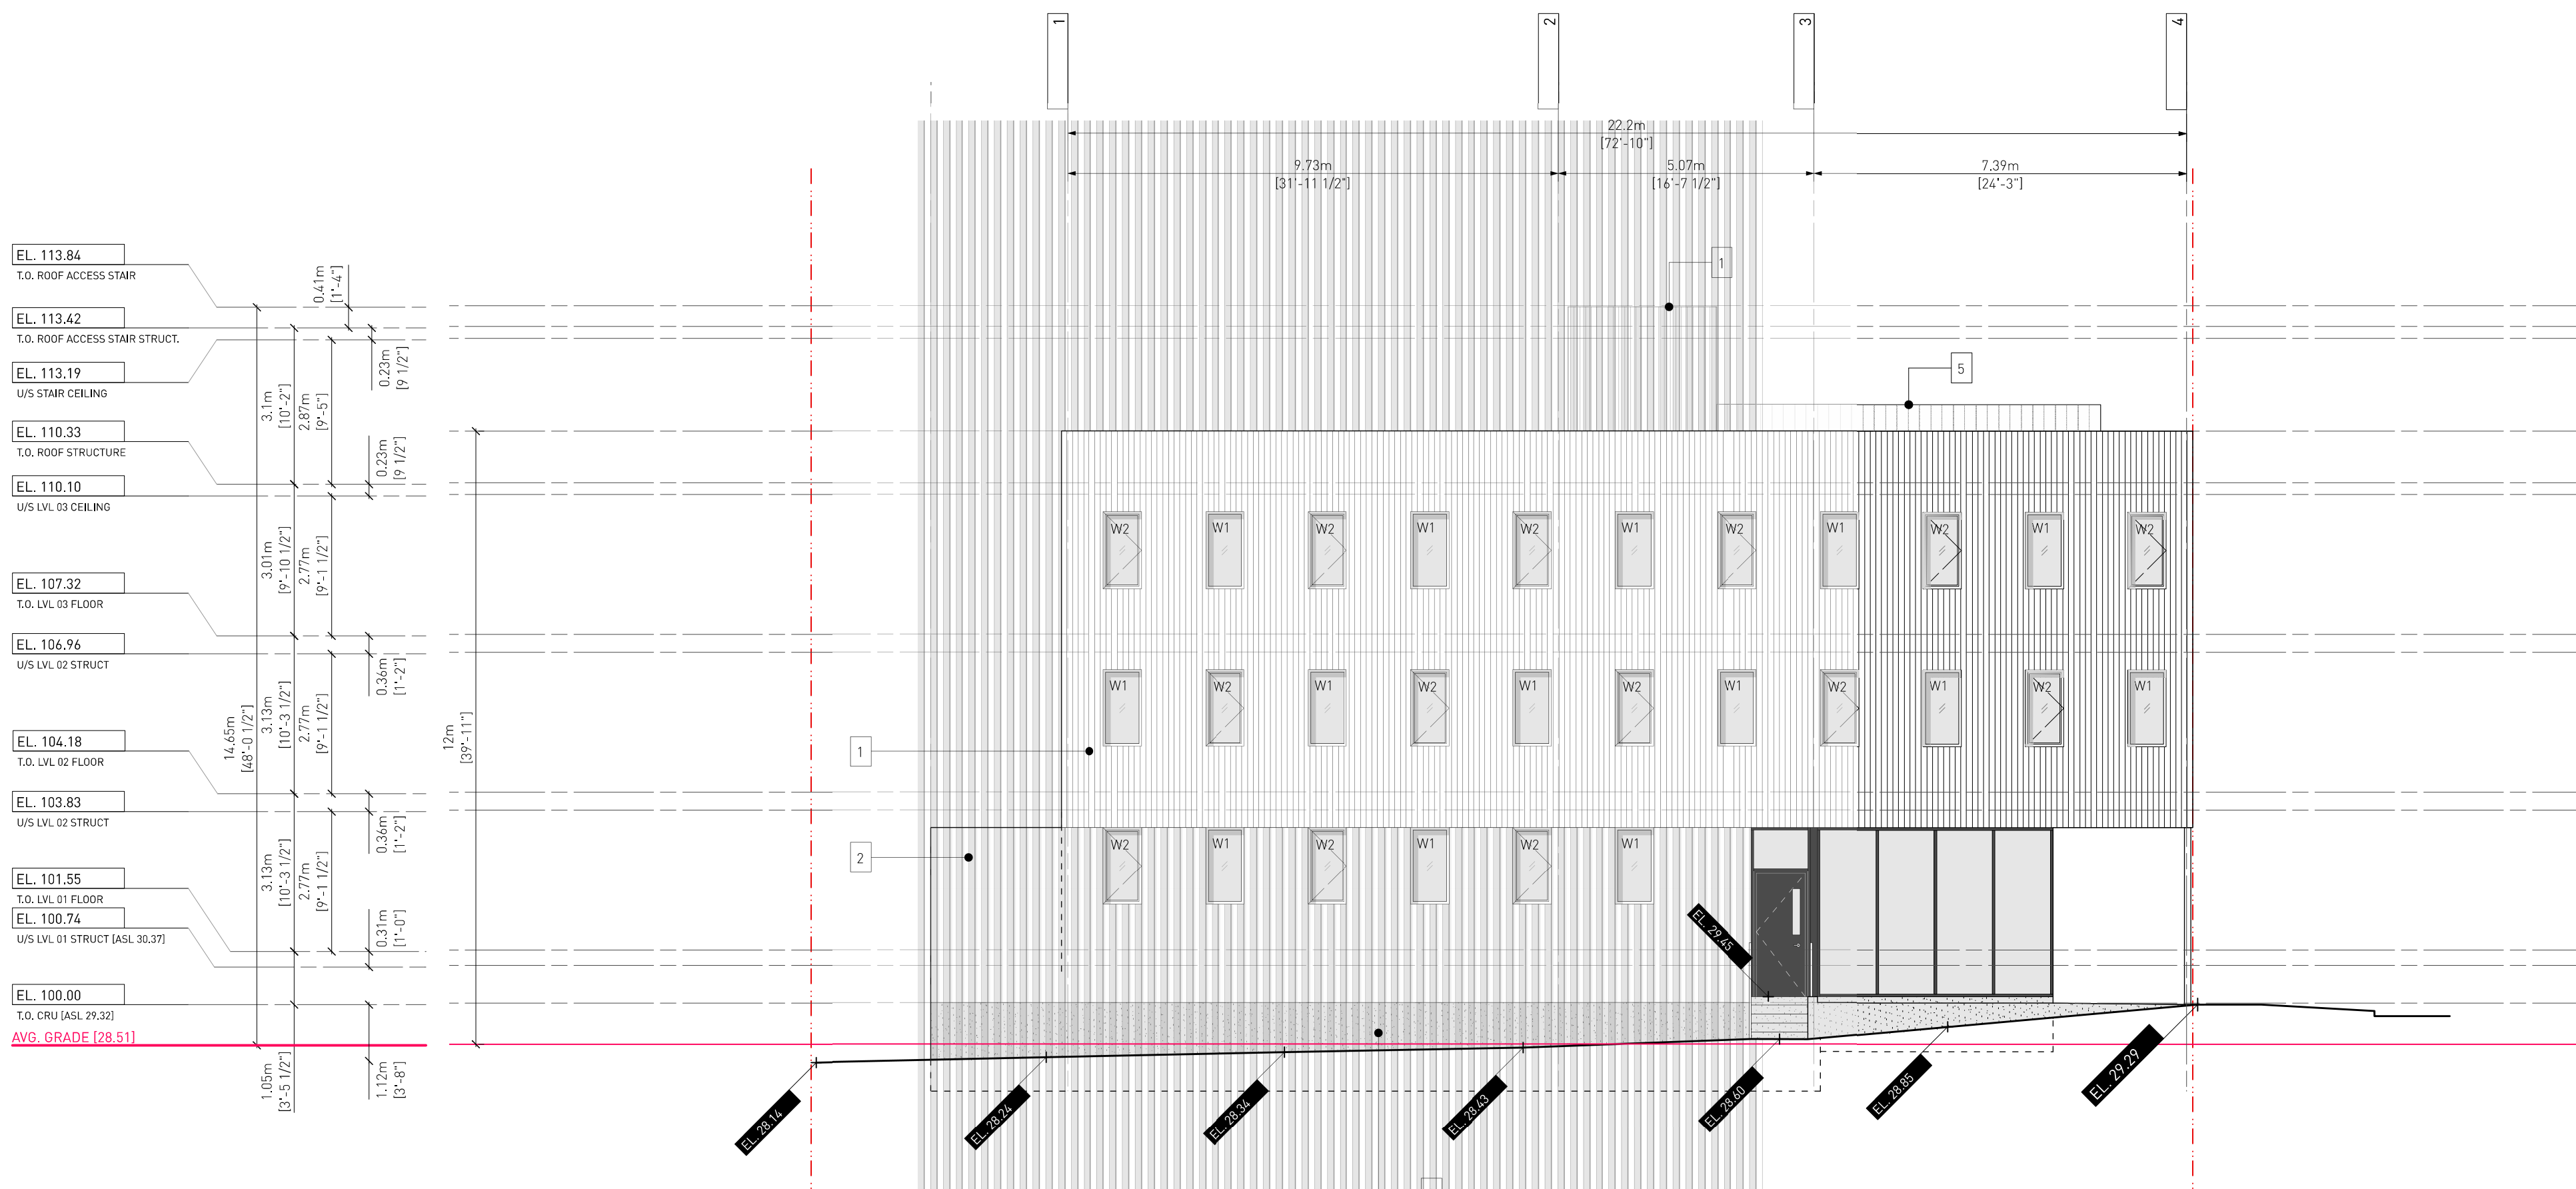 1
2
3
4
22.2m
[72'-10"]
9.73m
[31'-11 1/2"]
5.07m
[16'-7 1/2"]
7.39m
[24'-3"]
EL. 113.84
T.O. ROOF ACCESS STAIR
EL. 113.42
T.O. ROOF ACCESS STAIR STRUCT.
EL. 113.19
U/S STAIR CEILING
EL. 110.33
T.O. ROOF STRUCTURE
EL. 110.10
U/S LVL 03 CEILING
EL. 107.32
T.O. LVL 03 FLOOR
EL. 106.96
U/S LVL 02 STRUCT
EL. 104.18
T.O. LVL 02 FLOOR
EL. 103.83
U/S LVL 02 STRUCT
EL. 101.55
T.O. LVL 01 FLOOR
EL. 100.74
U/S LVL 01 STRUCT [ASL 30.37]
EL. 100.00
T.O. CRU [ASL 29.32]
AVG. GRADE [28.51]
0.41m
[1'-4"]
0.23m
[9 1/2"]
3.1m
[10'-2"]
2.87m
[9'-5"]
0.23m
[9 1/2"]
3.01m
[9'-10 1/2"]
2.77m
[9'-1 1/2"]
0.36m
[1'-2"]
14.65m
[48'-0 1/2"]
3.13m
[10'-3 1/2"]
2.77m
[9'-1 1/2"]
0.36m
[1'-2"]
3.13m
[10'-3 1/2"]
2.77m
[9'-1 1/2"]
0.31m
[1'-0"]
1.05m
[3'-5 1/2"]
1.12m
[3'-8"]
12m
[39'-11"]
1
5
W2 W1 W2 W1 W2 W1 W2 W1 W2 W1 W2
W1 W2 W1 W2 W1 W2 W1 W2 W1 W2 W1
1
W2 W1 W2 W1 W2 W1
2
EL. 29.45
EL. 28.14
EL. 28.24
EL. 28.34
EL. 28.43
EL. 28.60
EL. 28.85
EL. 29.29